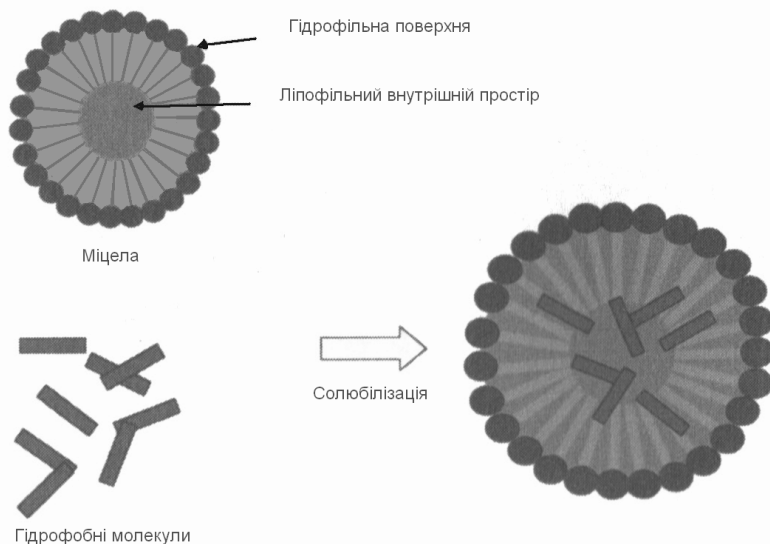 Гідрофільна поверхня
Ліпофільний внутрішній простір
Міцела
Солюбілізація
Гідрофобні молекули